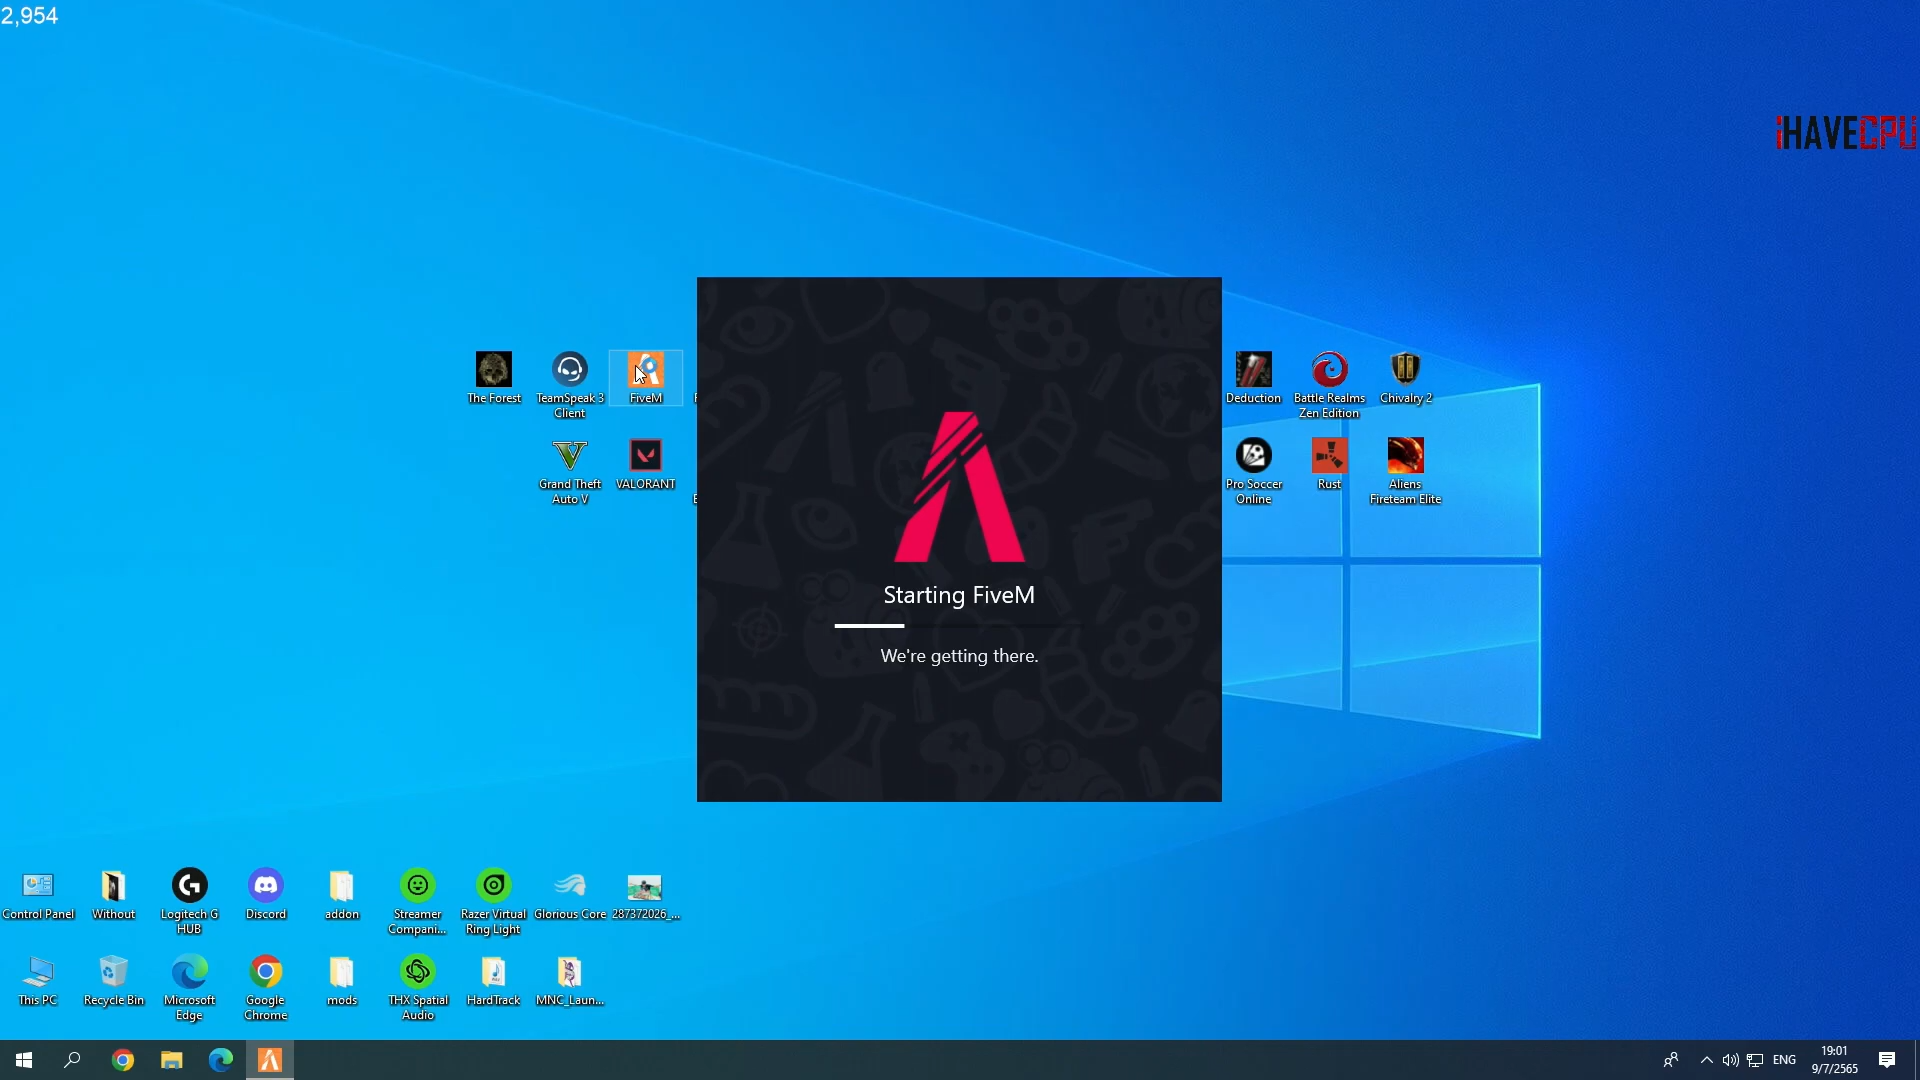 2,954
iHAVECPU
The Forest
TeamSpeak 3
Client
FiveM
Deduction
Battle Realms
Zen Edition
Chivalry 2
Grand Theft
Auto V
VALORANT
Pro Soccer
Online
Rust
Aliens
Fireteam Elite
Starting FiveM
We're getting there.
Control Panel
Without
Logitech G
HUB
Discord
addon
Streamer
Compani...
Razer Virtual
Ring Light
Glorious Core
287372026_...
This PC
Recycle Bin
Microsoft
Edge
Google
Chrome
mods
THX Spatial
Audio
HardTrack
MNC_Laun...
ENG
19:01
9/7/2565